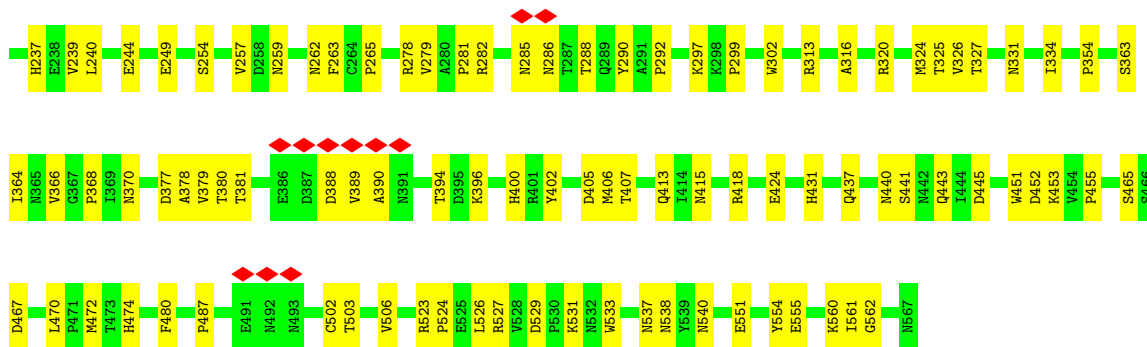 H237 E238 V239 L240 E244 E249 S254 V257 D258 N259 N262 F263 C264 P265 R278 V279 A280 P281 R282 N285 N286 T287 T288 Q289 Y290 A291 P292 K297 K298 P299 W302 R313 A316 R320 M324 T325 V326 T327 N331 I334 P354 S363
I364 N365 V366 G367 P368 I369 N370 D377 A378 V379 T380 T381 E386 D387 D388 V389 A390 N391 T394 D395 K396 H400 R401 Y402 D405 M406 T407 Q413 I414 N415 R418 E424 H431 Q437 N440 S441 N442 Q443 I444 D445 W451 D452 K453 V454 P455 S465 S466
D467 L470 P471 M472 T473 H474 F480 P487 E491 N492 N493 C502 T503 V506 R523 P524 E525 L526 R527 V528 D529 P530 K531 N532 W533 N537 N538 Y539 N540 E551 Y554 E555 K560 I561 G562 N567